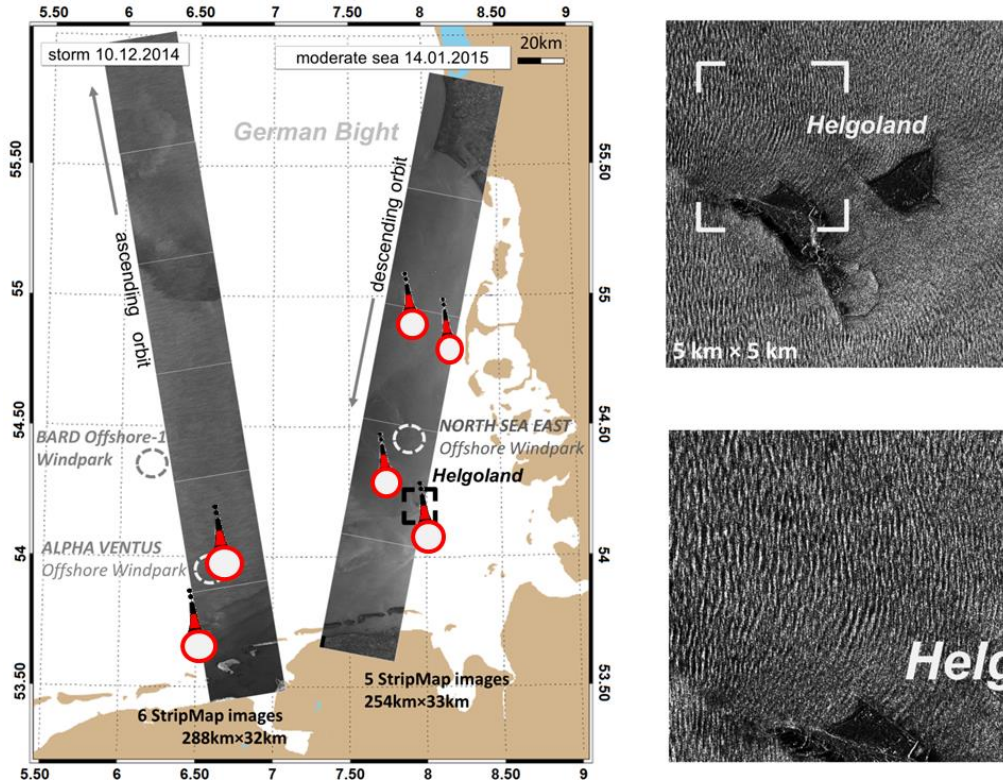 5.50
6
6.50
7
7.50
8
8.50
9
storm 10.12.2014
moderate sea 14.01.2015
20km
German Bight
55.50
55.50
ascending orbit
descending orbit
55
55
54.50
54.50
BARD Offshore-1
Windpark
NORTH SEA EAST
Offshore Windpark
Helgoland
ALPHA VENTUS
Offshore Windpark
54
54
53.50
53.50
6 StripMap images
288km×32km
5 StripMap images
254km×33km
5.50
6
6.50
7
7.50
8
8.50
9
Helgoland
5 km × 5 km
Helg